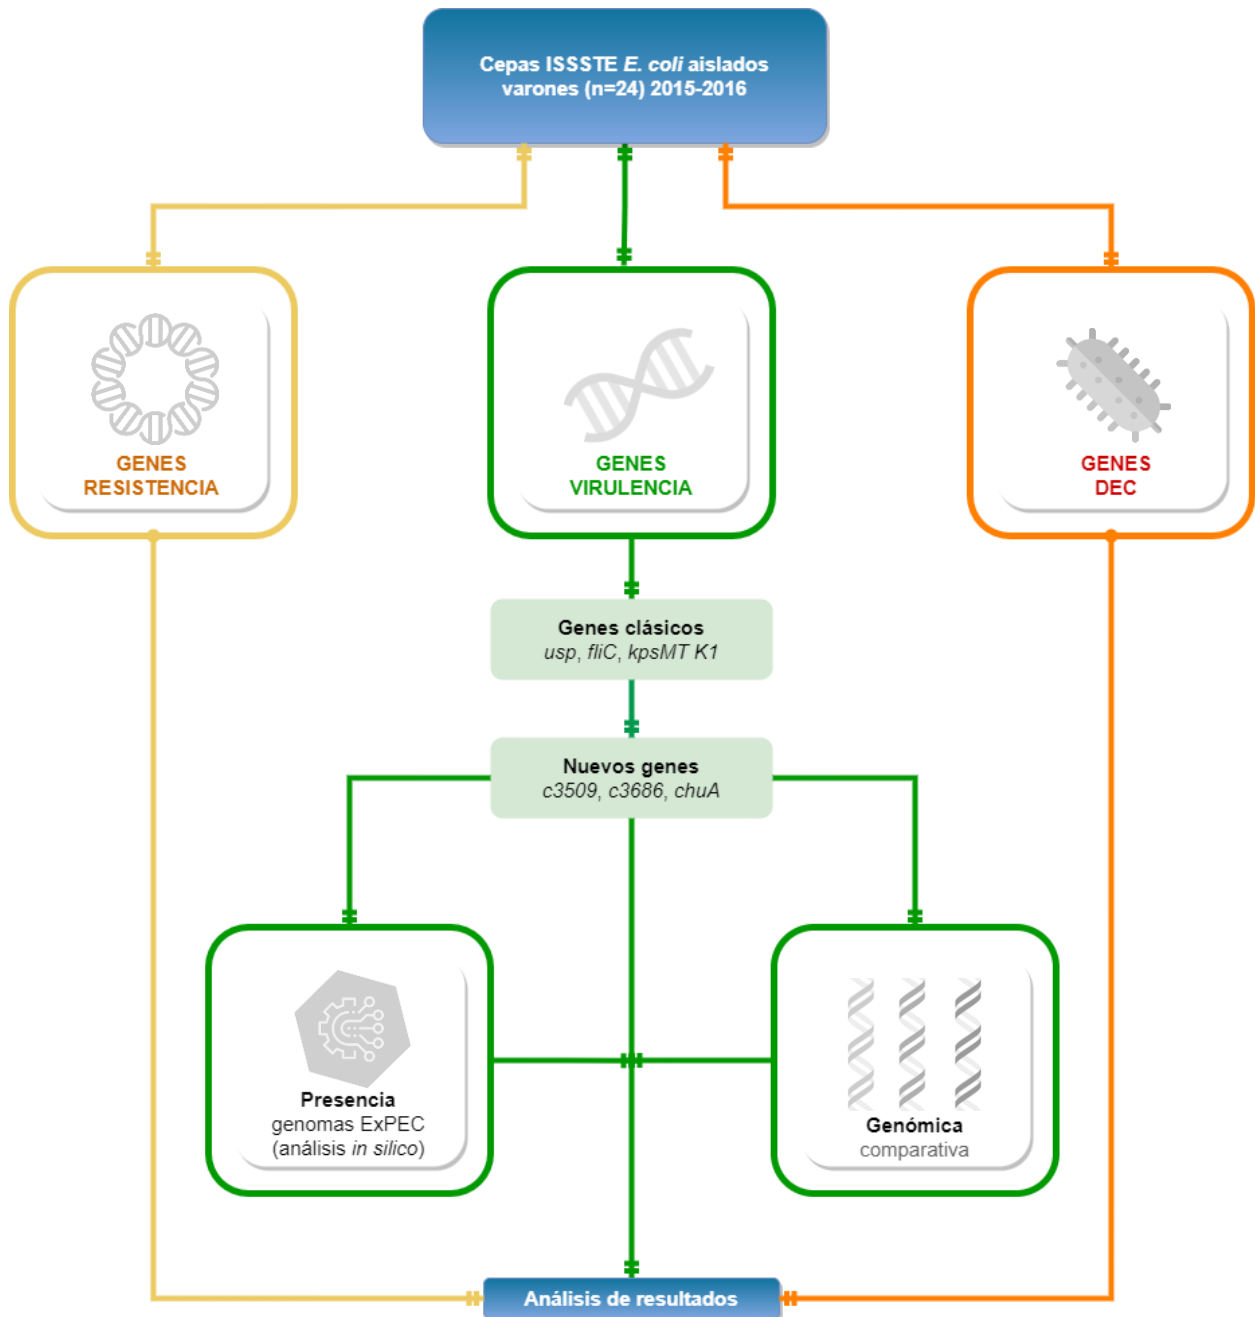 Cepas ISSSTE E. coli aislados
varones (n=24) 2015-2016
GENES
RESISTENCIA
GENES
VIRULENCIA
GENES
DEC
Genes clásicos
usp, fliC, kpsMT K1
Nuevos genes
c3509, c3686, chuA
Presencia
genomas ExPEC
(análisis in silico)
Genómica
comparativa
Análisis de resultados